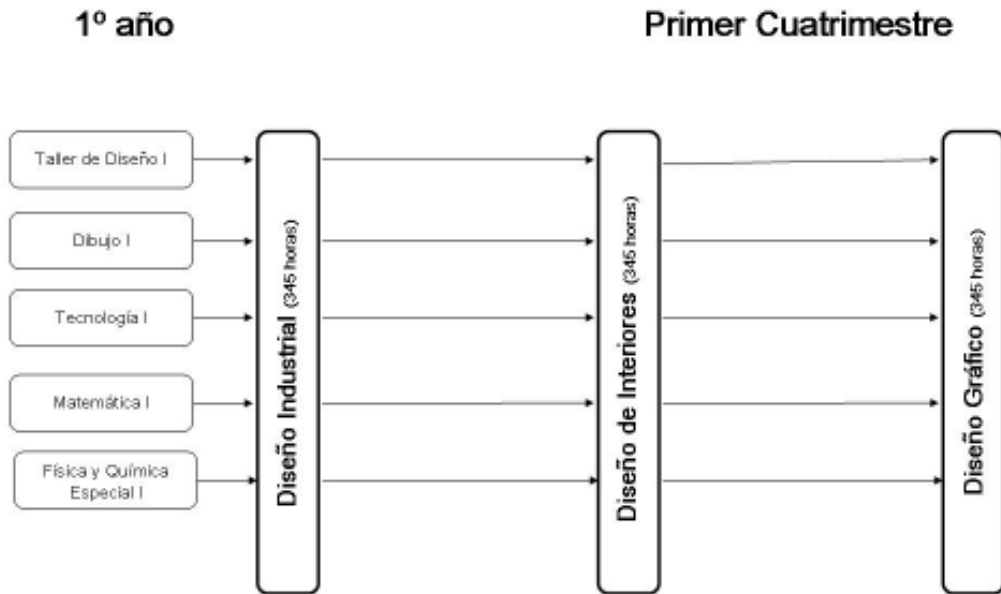 1º año
Primer Cuatrimestre
Taller de Diseño I
Dibujo I
Tecnología I
Matemática I
Física y Química
Especial I
Diseño Industrial (345 horas)
Diseño de Interiores (345 horas)
Diseño Gráfico (345 horas)